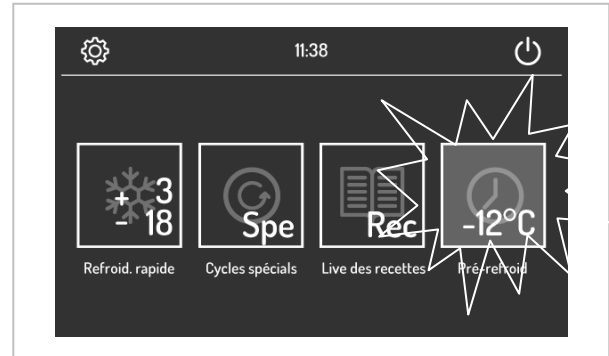 11:38
+ 3
- 18
Spe
Rec
-12°C
Refroid. rapide
Cycles spécials
Live des recettes
Pré-refroid